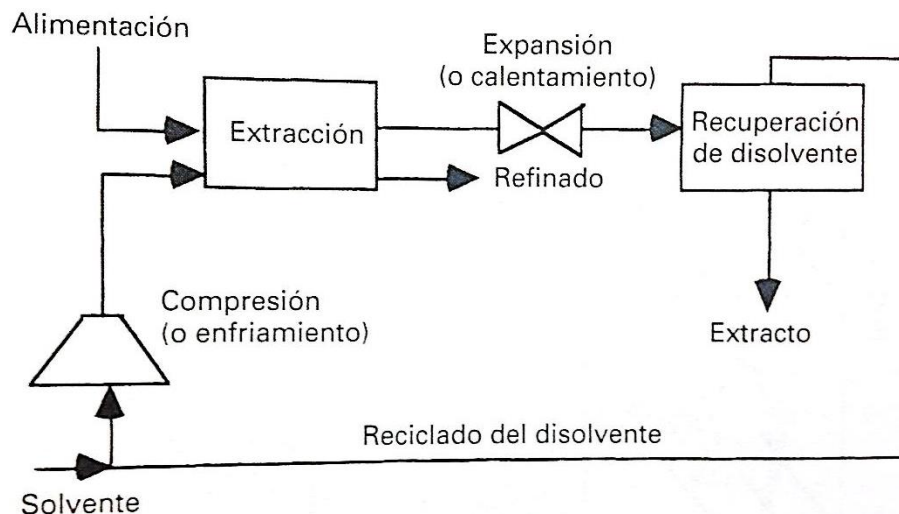 Alimentación
Expansión
(o calentamiento)
Extracción
Recuperación
de disolvente
Refinado
Compresión
(o enfriamiento)
Extracto
Reciclado del disolvente
Solvente